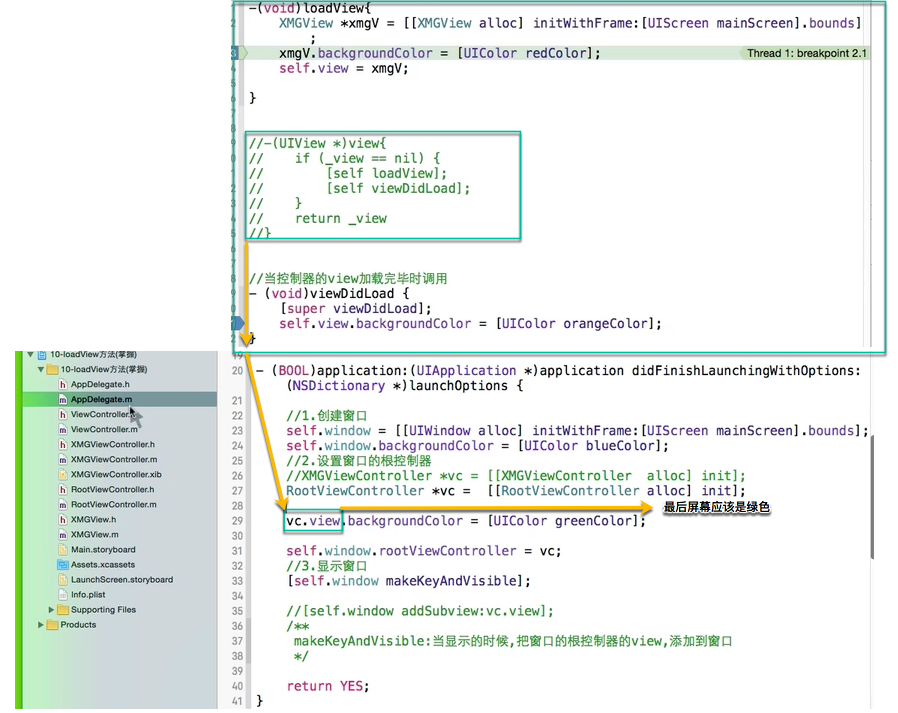 -(void)loadView{
XMGView *xmgV = [[XMGView alloc] initWithFrame:[UIScreen mainScreen].bounds]
;
xmgV.backgroundColor = [UIColor redColor];
Thread 1: breakpoint 2.1
self.view = xmgV;
}
//-(UIView *)view{
// if (_view == nil) {
// [self loadView];
// [self viewDidLoad];
// }
// return _view
//}
//当控制器的view加载完毕时调用
- (void)viewDidLoad {
[super viewDidLoad];
self.view.backgroundColor = [UIColor orangeColor];
}
10-loadView方法(掌握)
10-loadView方法(掌握)
AppDelegate.h
AppDelegate.m
ViewController.h
ViewController.m
XMGViewController.h
XMGViewController.m
XMGViewController.xib
RootViewController.h
RootViewController.m
XMGView.h
XMGView.m
Main.storyboard
Assets.xcassets
LaunchScreen.storyboard
Info.plist
Supporting Files
Products
19
20 - (BOOL)application:(UIApplication *)application didFinishLaunchingWithOptions:
(NSDictionary *)launchOptions {
21
22 //1.创建窗口
23 self.window = [[UIWindow alloc] initWithFrame:[UIScreen mainScreen].bounds];
24 self.window.backgroundColor = [UIColor blueColor];
25 //2.设置窗口的根控制器
26 //XMGViewController *vc = [[XMGViewController alloc] init];
27 RootViewController *vc = [[RootViewController alloc] init];
28
最后屏幕应该是绿色
29 vc.view.backgroundColor = [UIColor greenColor];
30
31 self.window.rootViewController = vc;
32 //3.显示窗口
33 [self.window makeKeyAndVisible];
34
35 //[self.window addSubview:vc.view];
36 /**
37 makeKeyAndVisible:当显示的时候,把窗口的根控制器的view,添加到窗口
38 */
39
40 return YES;
41 }